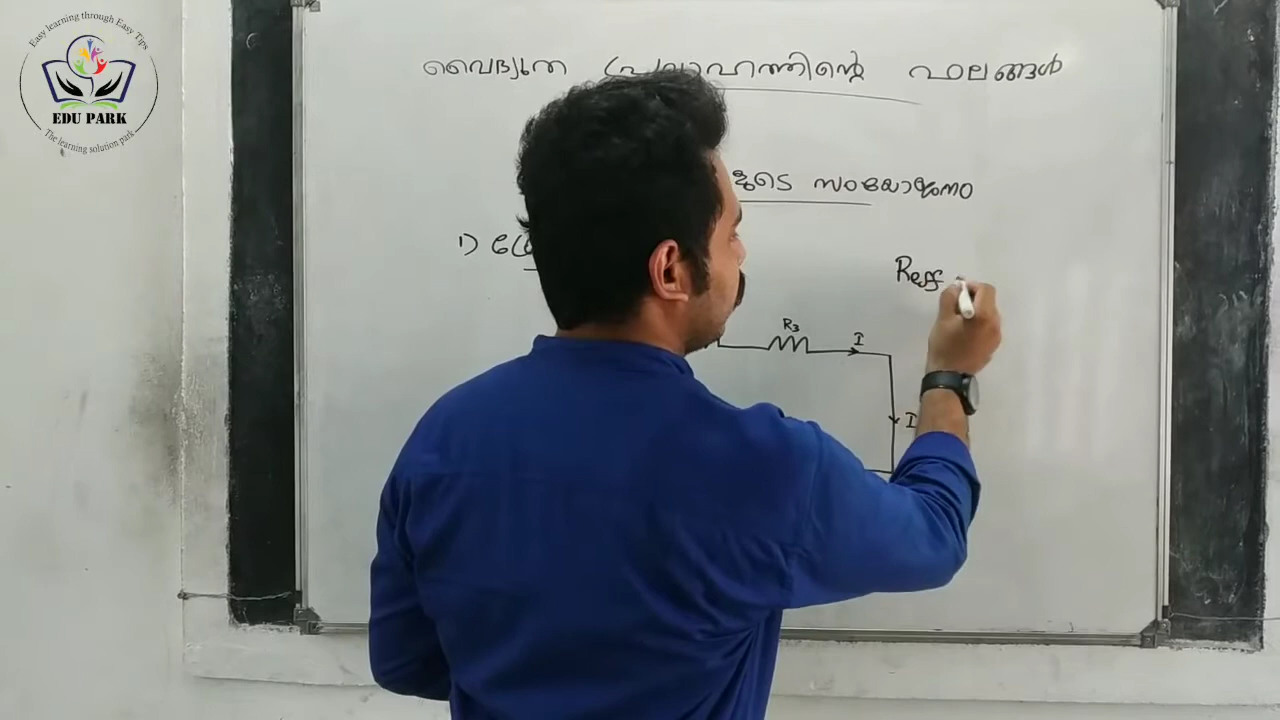 Easy learning through Easy Tips
EDU PARK
The learning solution park
വൈദ്യുത പ്രവാഹത്തിന്റെ ഫലങ്ങൾ
സംയോജനം
1)
Reff
R3 I
I